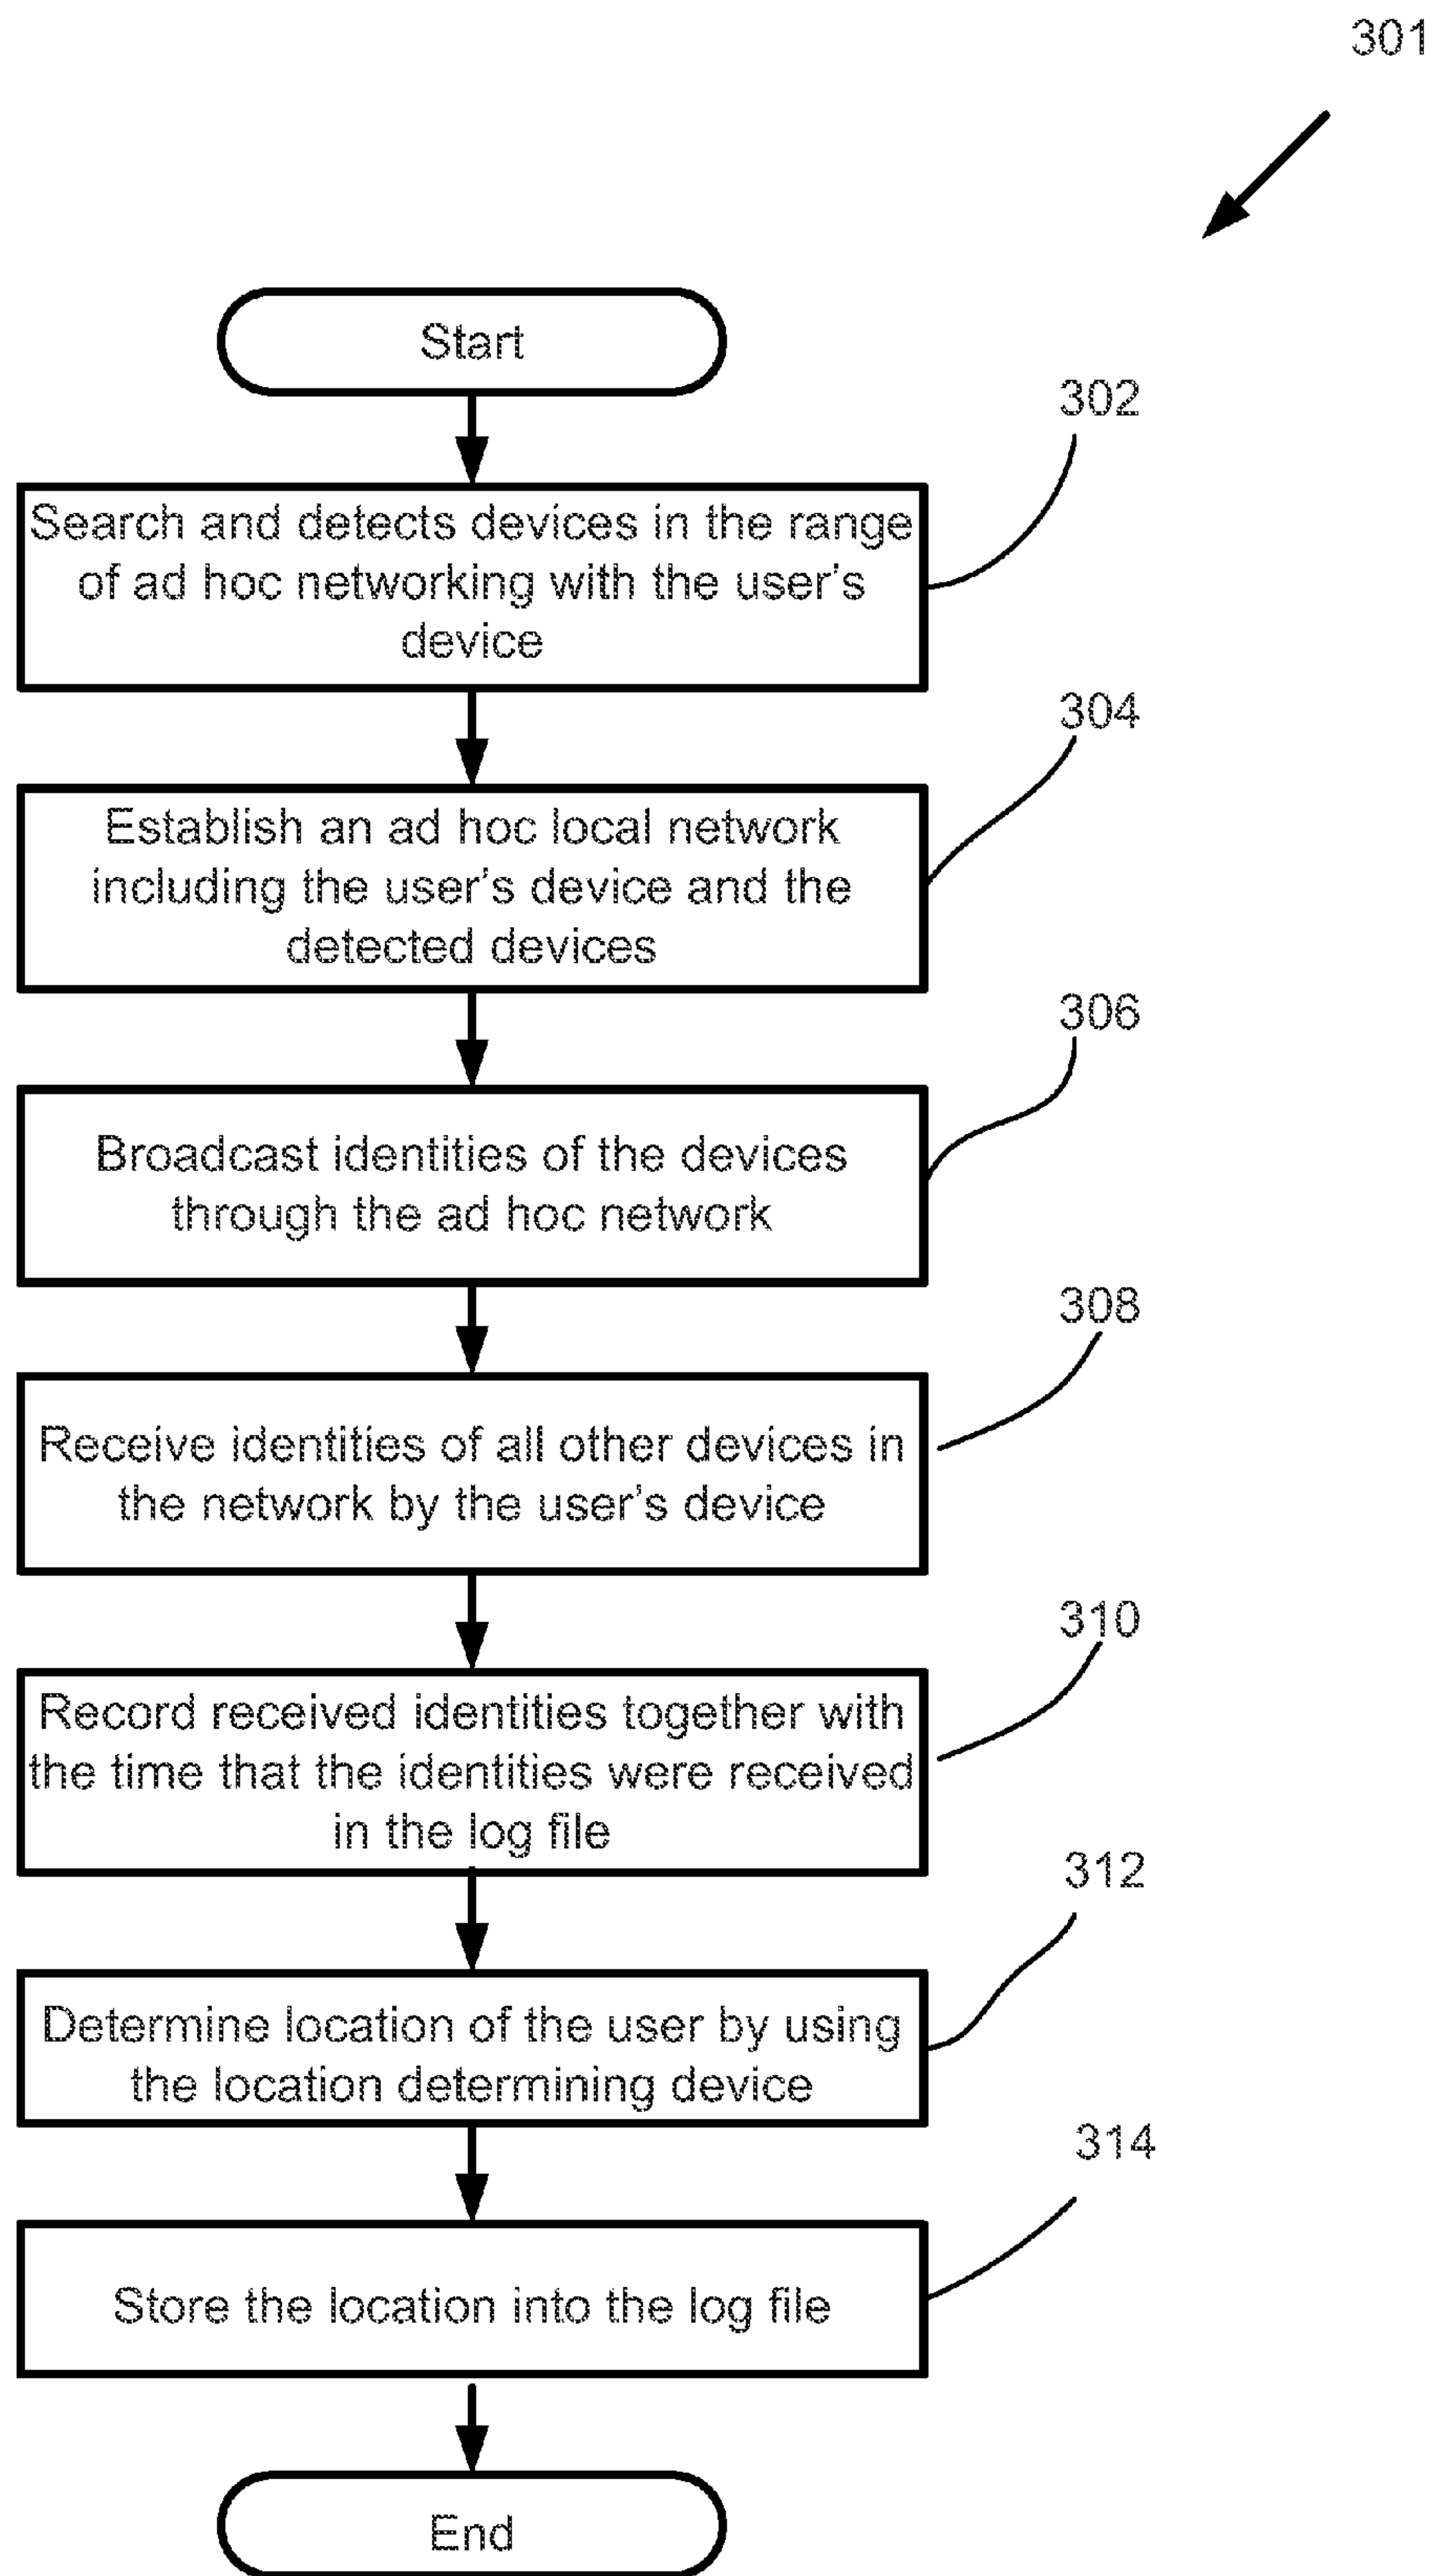 301
Start
302
Search and detects devices in the range
of ad hoc networking with the user's
device
304
Establish an ad hoc local network
including the user's device and the
detected devices
306
Broadcast identities of the devices
through the ad hoc network
308
Receive identities of all other devices in
the network by the user's device
310
Record received identities together with
the time that the identities were received
in the log file
312
Determine location of the user by using
the location determining device
314
Store the location into the log file
End